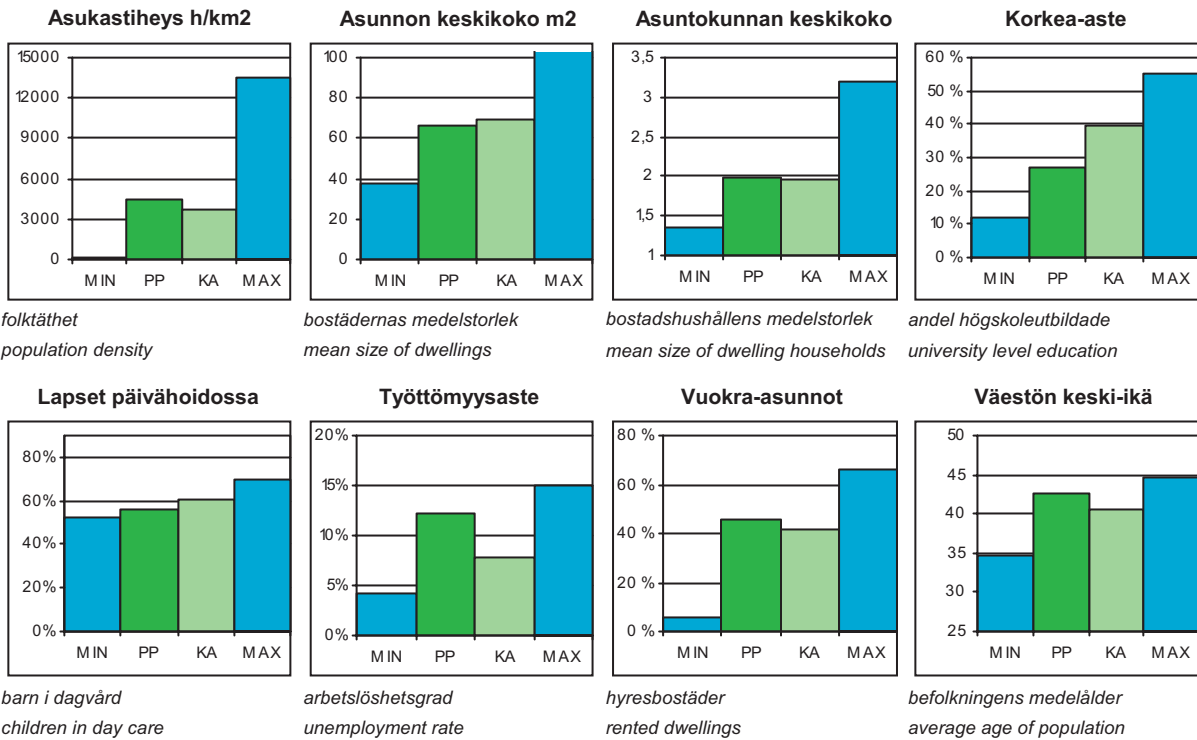 Asukastiheys h/km2
15000
12000
9000
6000
3000
0
MIN PP KA MAX
folktäthet
population density
Asunnon keskikoko m2
100
80
60
40
20
0
MIN PP KA MAX
bostädernas medelstorlek
mean size of dwellings
Asuntokunnan keskikoko
3,5
3
2,5
2
1,5
1
MIN PP KA MAX
bostadshushållens medelstorlek
mean size of dwelling households
Korkea-aste
60 %
50 %
40 %
30 %
20 %
10 %
0 %
MIN PP KA MAX
andel högskoleutbildade
university level education
Lapset päivähoidossa
80%
60%
40%
20%
0%
MIN PP KA MAX
barn i dagvård
children in day care
Työttömyysaste
20%
15%
10%
5%
0%
MIN PP KA MAX
arbetslöshetsgrad
unemployment rate
Vuokra-asunnot
80 %
60 %
40 %
20 %
0 %
MIN PP KA MAX
hyresbostäder
rented dwellings
Väestön keski-ikä
50
45
40
35
30
25
MIN PP KA MAX
befolkningens medelålder
average age of population